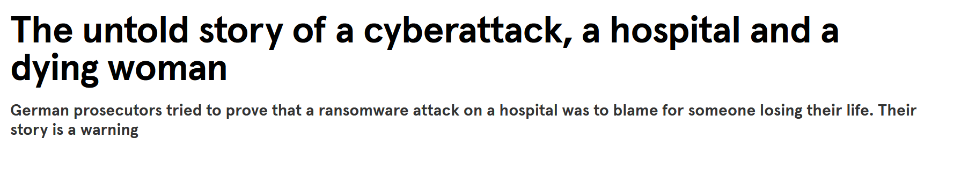 The untold story of a cyberattack, a hospital and a
dying woman
German prosecutors tried to prove that a ransomware attack on a hospital was to blame for someone losing their life. Their
story is a warning